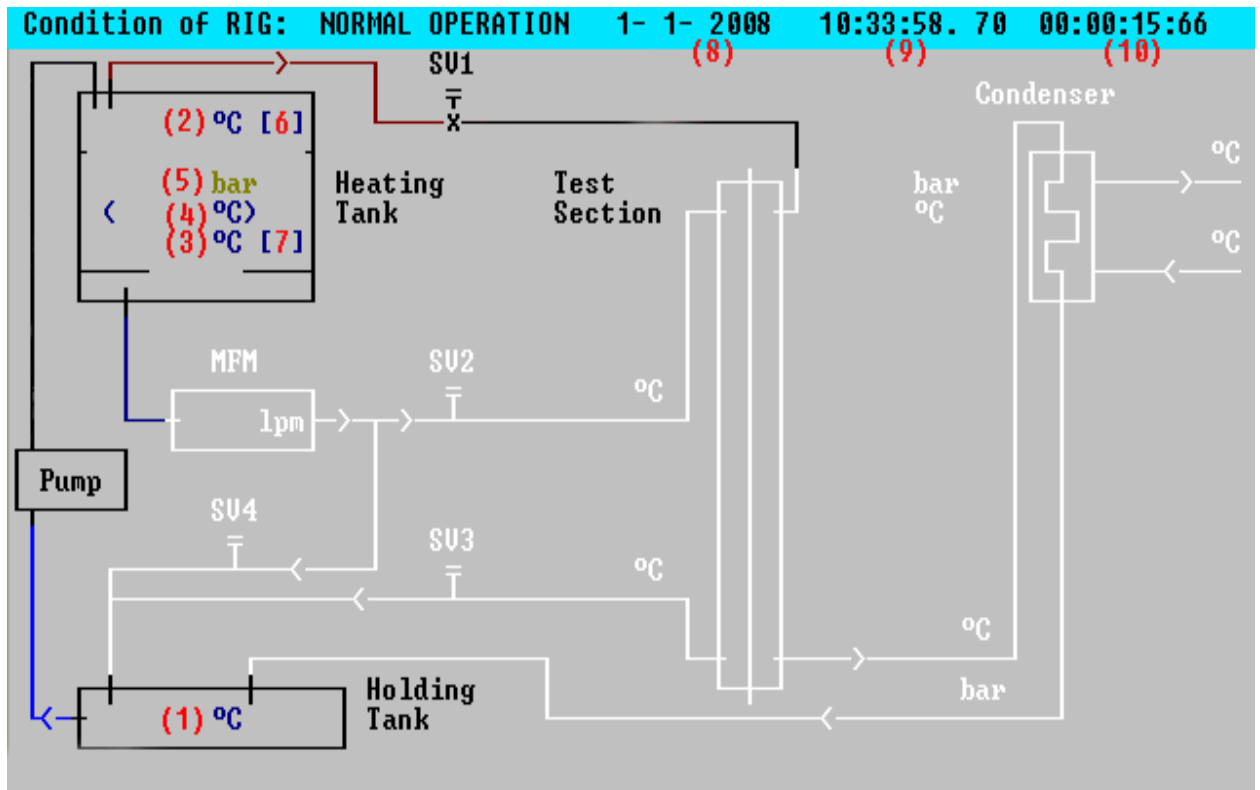 Condition of RIG: NORMAL OPERATION 1- 1- 2008 10:33:58. 70 00:00:15:66
(8) (9) (10)
SV1
Condenser
(2) ºC [6]
ºC
(5) bar
Heating
Test
bar
< (4) ºC>
Tank
Section
ºC
(3) ºC [7]
ºC
MFM
SV2
ºC
lpm
Pump
SV4
SV3
ºC
ºC
Holding
bar
(1) ºC
Tank